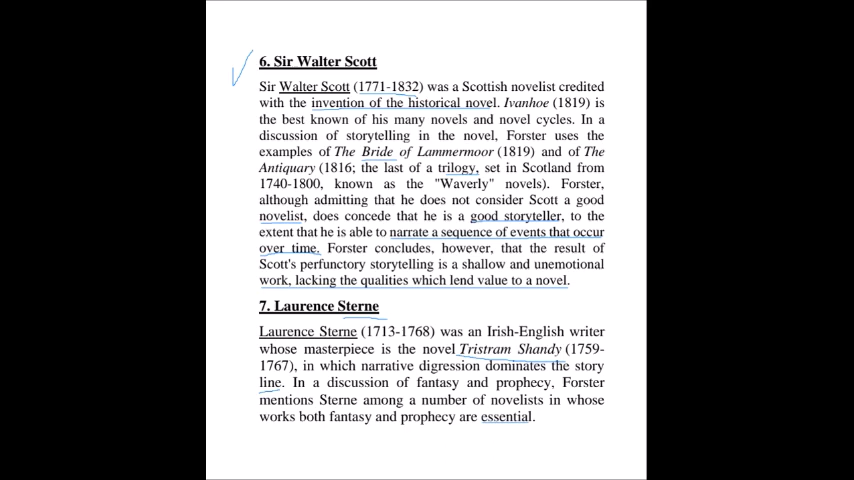 6. Sir Walter Scott
Sir Walter Scott (1771-1832) was a Scottish novelist credited
with the invention of the historical novel. Ivanhoe (1819) is
the best known of his many novels and novel cycles. In a
discussion of storytelling in the novel, Forster uses the
examples of The Bride of Lammermoor (1819) and of The
Antiquary (1816; the last of a trilogy, set in Scotland from
1740-1800, known as the "Waverly" novels). Forster,
although admitting that he does not consider Scott a good
novelist, does concede that he is a good storyteller, to the
extent that he is able to narrate a sequence of events that occur
over time. Forster concludes, however, that the result of
Scott's perfunctory storytelling is a shallow and unemotional
work, lacking the qualities which lend value to a novel.
7. Laurence Sterne
Laurence Sterne (1713-1768) was an Irish-English writer
whose masterpiece is the novel Tristram Shandy (1759-
1767), in which narrative digression dominates the story
line. In a discussion of fantasy and prophecy, Forster
mentions Sterne among a number of novelists in whose
works both fantasy and prophecy are essential.